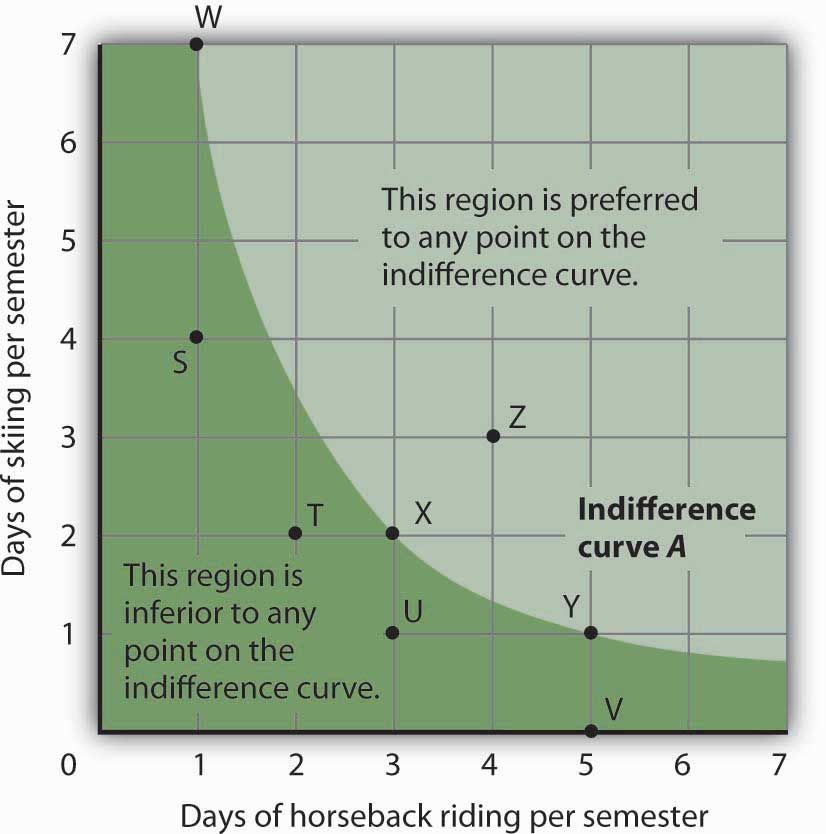 W
7
6
5
4
3
2
1
0
Days of skiing per semester
This region is preferred
to any point on the
indifference curve.
S
Z
T
X
Indifference
curve A
This region is
inferior to any
point on the
indifference curve.
U
Y
V
1
2
3
4
5
6
7
Days of horseback riding per semester